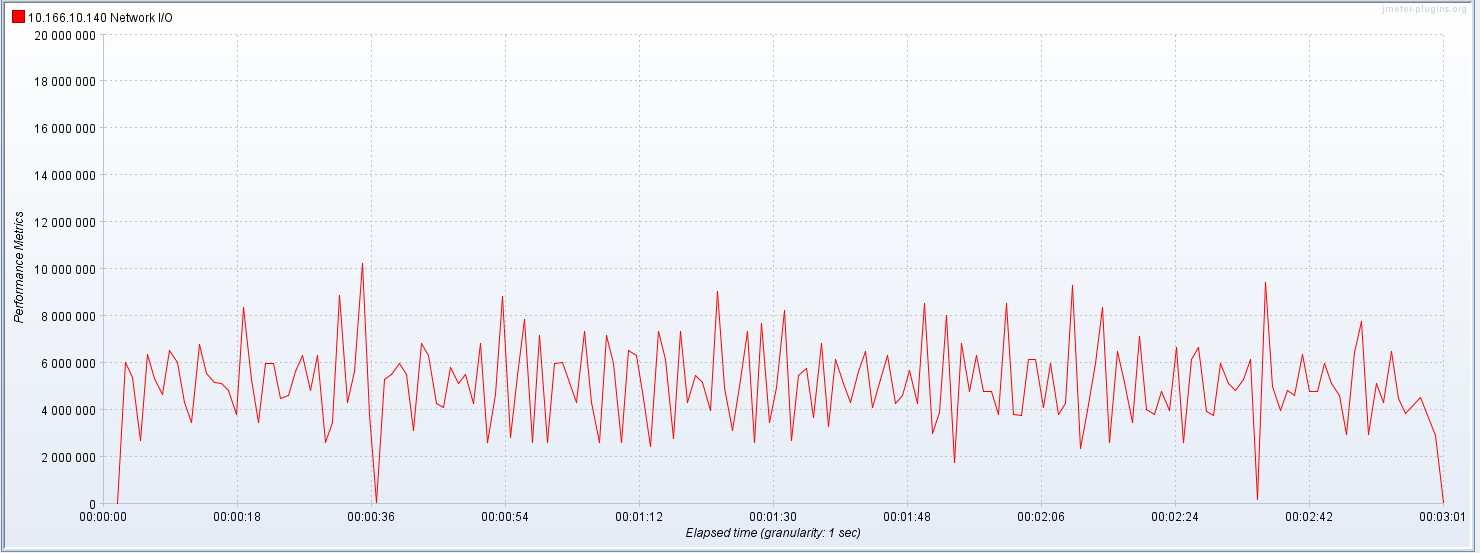 jmeter-plugins.org
10.166.10.140 Network I/O
20 000 000
18 000 000
16 000 000
14 000 000
12 000 000
10 000 000
8 000 000
6 000 000
4 000 000
2 000 000
0
Performance Metrics
00:00:00 00:00:18 00:00:36 00:00:54 00:01:12 00:01:30 00:01:48 00:02:06 00:02:24 00:02:42 00:03:01
Elapsed time (granularity: 1 sec)